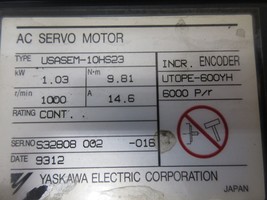 AC SERVO MOTOR
TYPE USASEM-10HS23 INCR. ENCODER
kW 1.03 N·m 9.81 UTOPE-600YH
r/min 1000 A 14.6 6000 P/r
RATING CONT.
SER.NO S32808 002 -016
DATE 9312
YASKAWA ELECTRIC CORPORATION
JAPAN